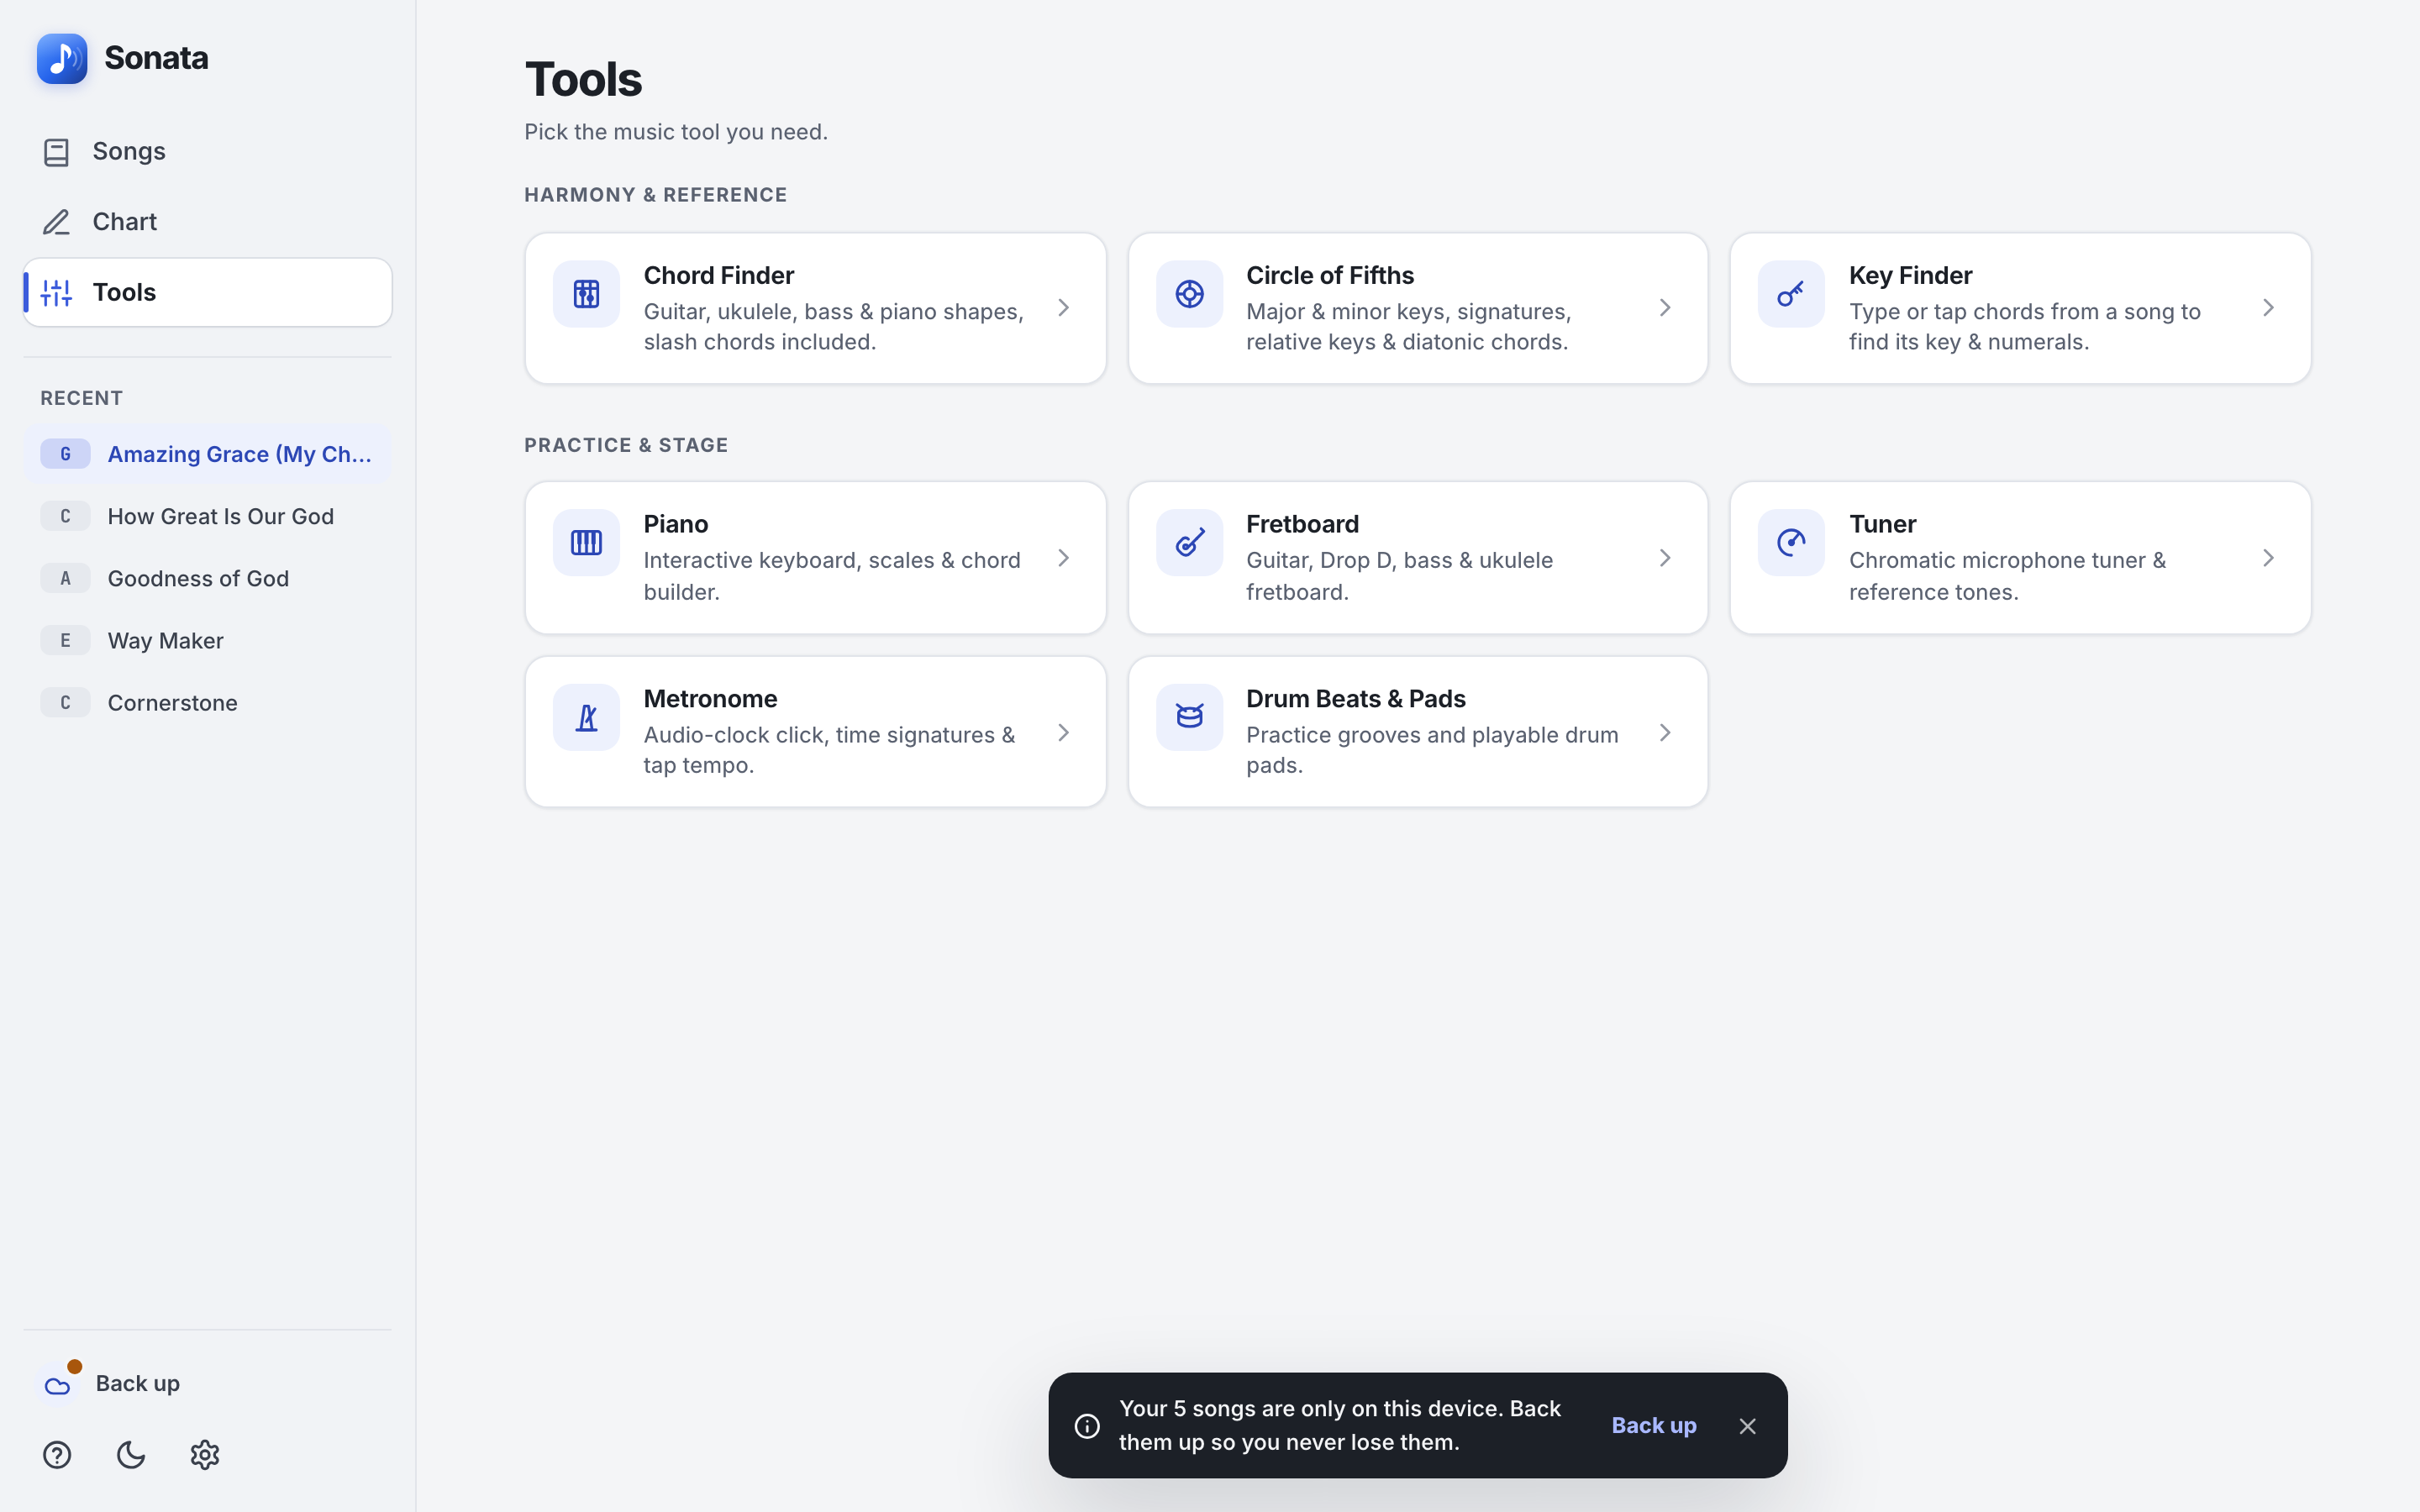 Sonata
Songs
Chart
Tools
RECENT
G Amazing Grace (My Ch...
C How Great Is Our God
A Goodness of God
E Way Maker
C Cornerstone
Back up
Tools
Pick the music tool you need.
HARMONY & REFERENCE
Chord Finder
Guitar, ukulele, bass & piano shapes,
slash chords included.
Circle of Fifths
Major & minor keys, signatures,
relative keys & diatonic chords.
Key Finder
Type or tap chords from a song to
find its key & numerals.
PRACTICE & STAGE
Piano
Interactive keyboard, scales & chord
builder.
Fretboard
Guitar, Drop D, bass & ukulele
fretboard.
Tuner
Chromatic microphone tuner &
reference tones.
Metronome
Audio-clock click, time signatures &
tap tempo.
Drum Beats & Pads
Practice grooves and playable drum
pads.
Your 5 songs are only on this device. Back
them up so you never lose them.
Back up